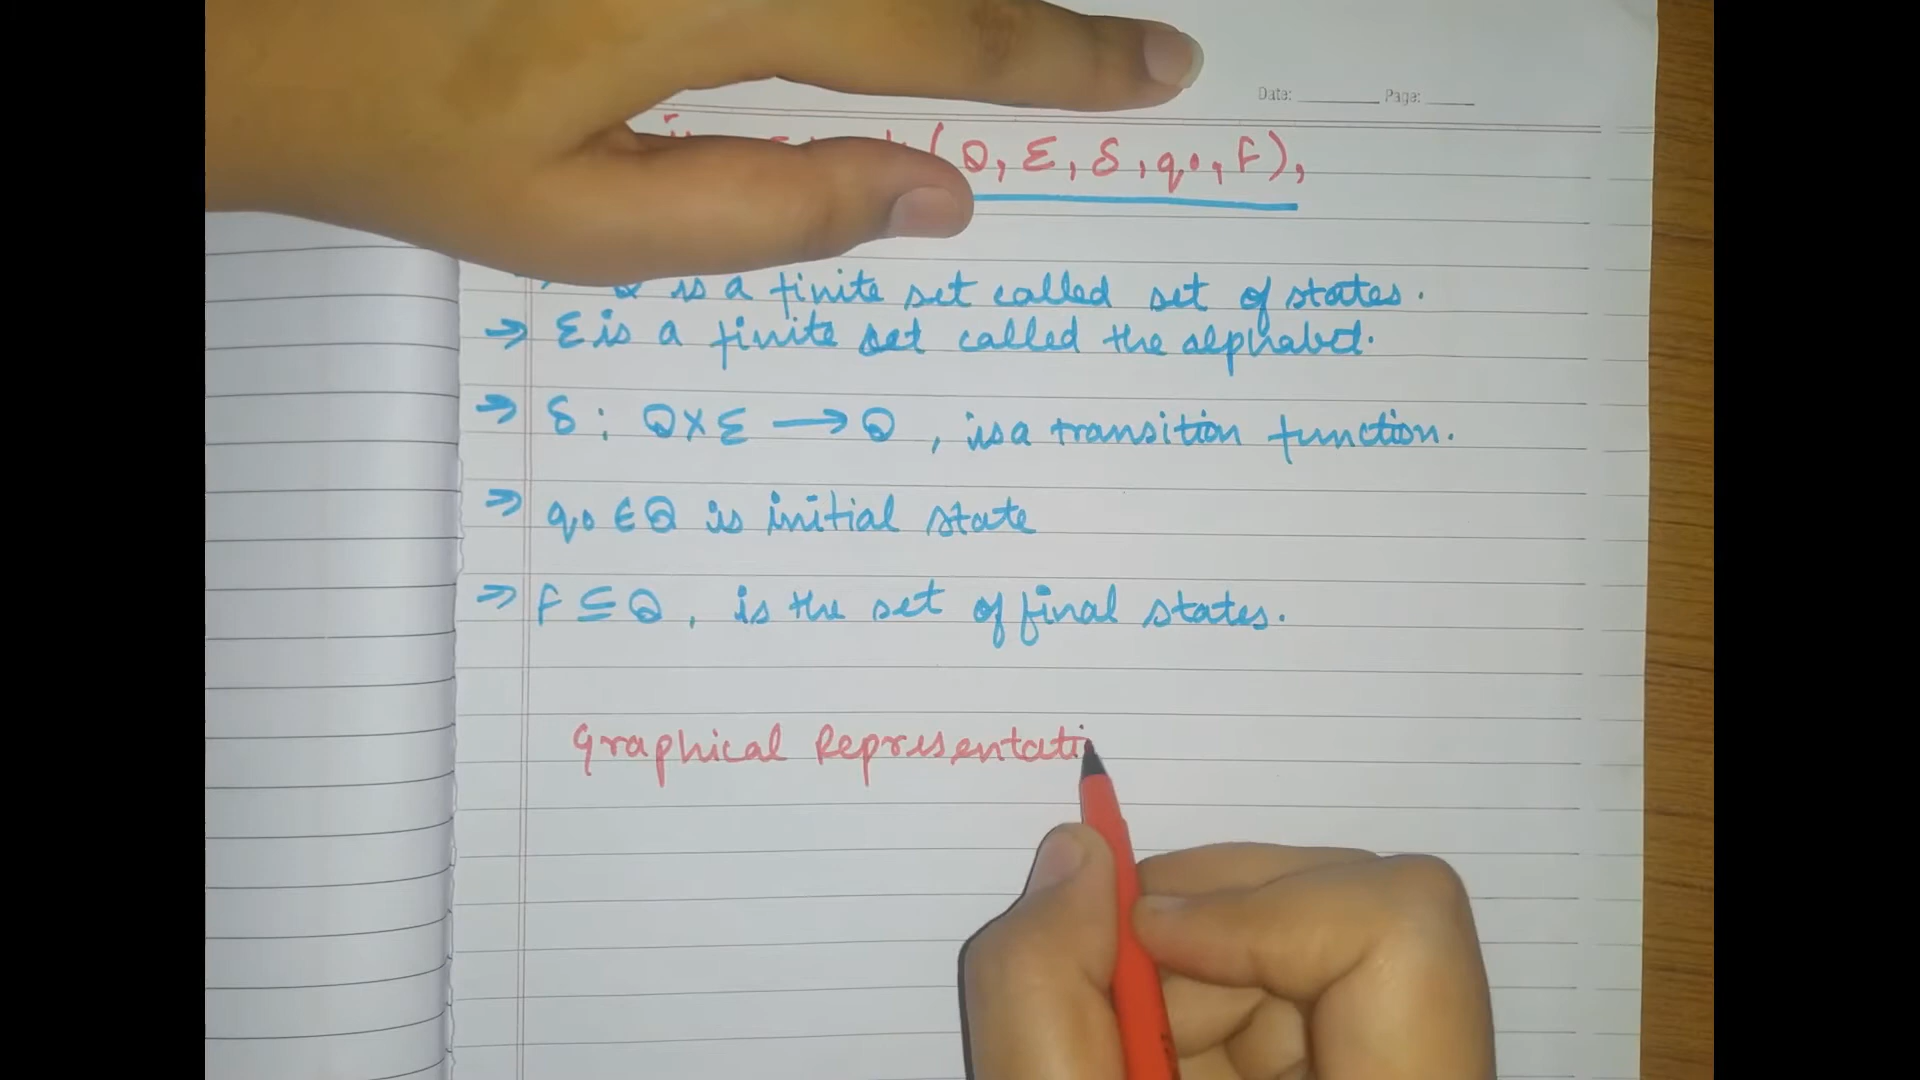 Date: Page:
(Q, Σ, δ, q0, F),
Q is a finite set called set of states.
⇒ Σ is a finite set called the alphabet.
⇒ δ : Q×Σ ⟶ Q , is a transition function.
⇒ q0 ∈ Q is initial state
⇒ F ⊆ Q , is the set of final states.
Graphical Representati